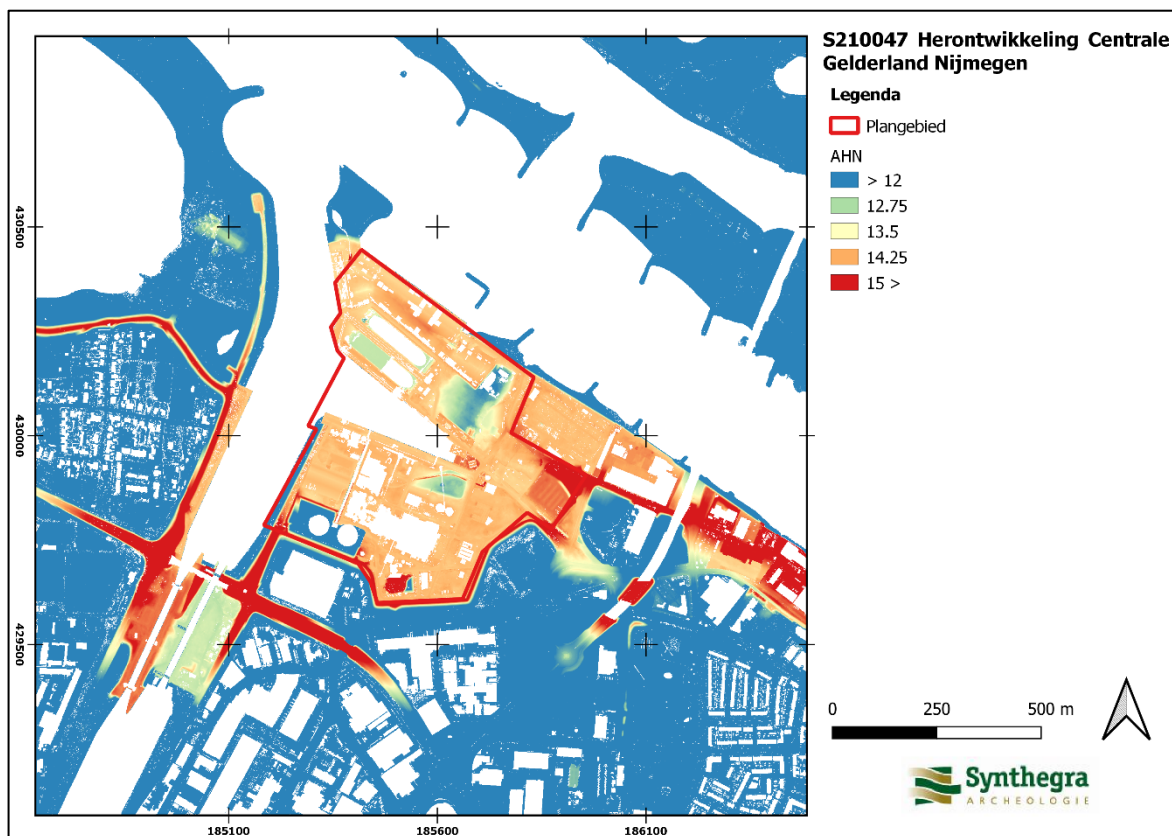 S210047 Herontwikkeling Centrale
Gelderland Nijmegen
Legenda
Plangebied
AHN
> 12
12.75
13.5
14.25
15 >
430500
430000
429500
185100
185600
186100
0
250
500 m
Synthegra
ARCHEOLOGIE